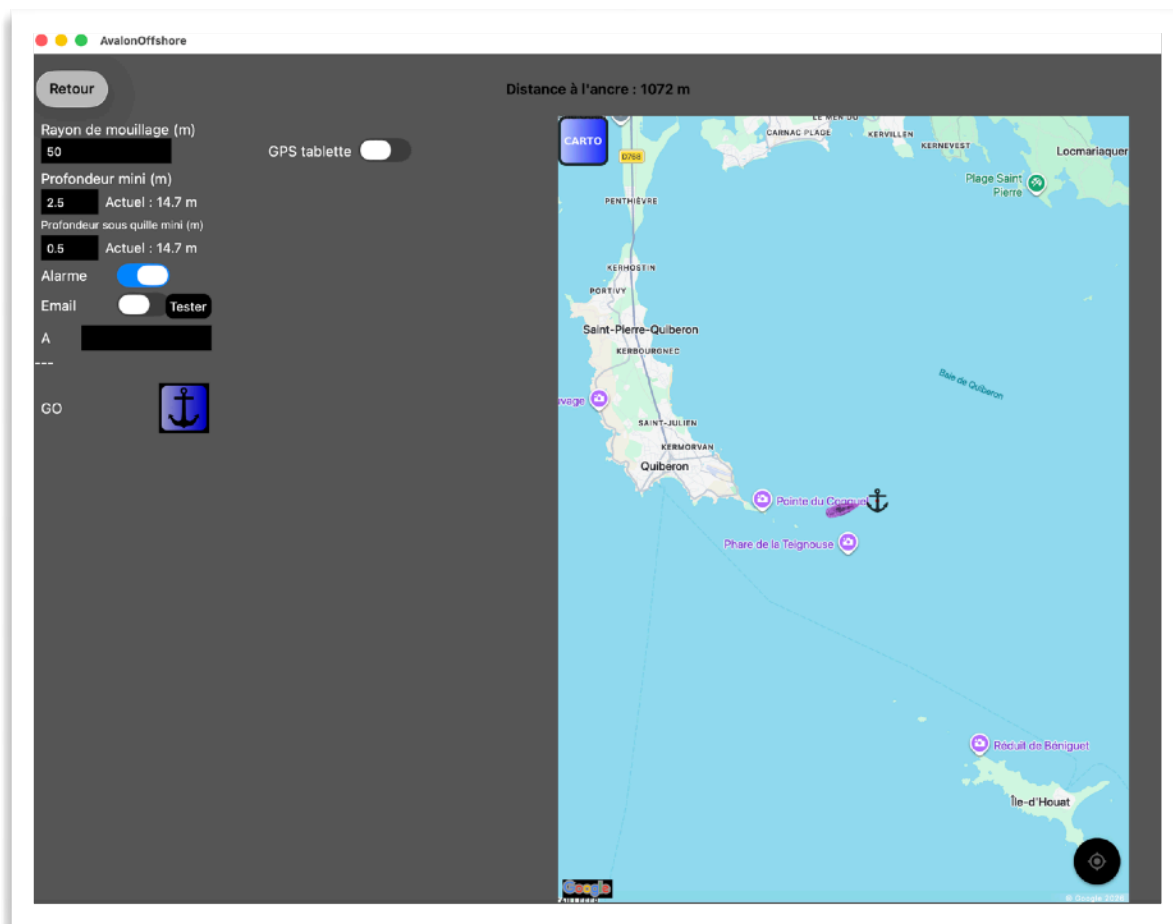 AvalonOffshore
Retour
Distance à l'ancre : 1072 m
Rayon de mouillage (m)
50
GPS tablette
Profondeur mini (m)
2.5 Actuel : 14.7 m
Profondeur sous quille mini (m)
0.5 Actuel : 14.7 m
Alarme
Email
Tester
A
---
GO
CARTO
CARNAC PLAGE
KERVILLEN
KERNEVEST
Locmariaquer
D768
Plage Saint
Pierre
PENTHIÈVRE
KERHOSTIN
PORTIVY
Saint-Pierre-Quiberon
KERBOURGNEC
Baie de Quiberon
SAINT-JULIEN
KERMORVAN
Quiberon
Pointe du
Phare de la Teignouse
Réduit de Béniguet
Île-d'Houat
Google